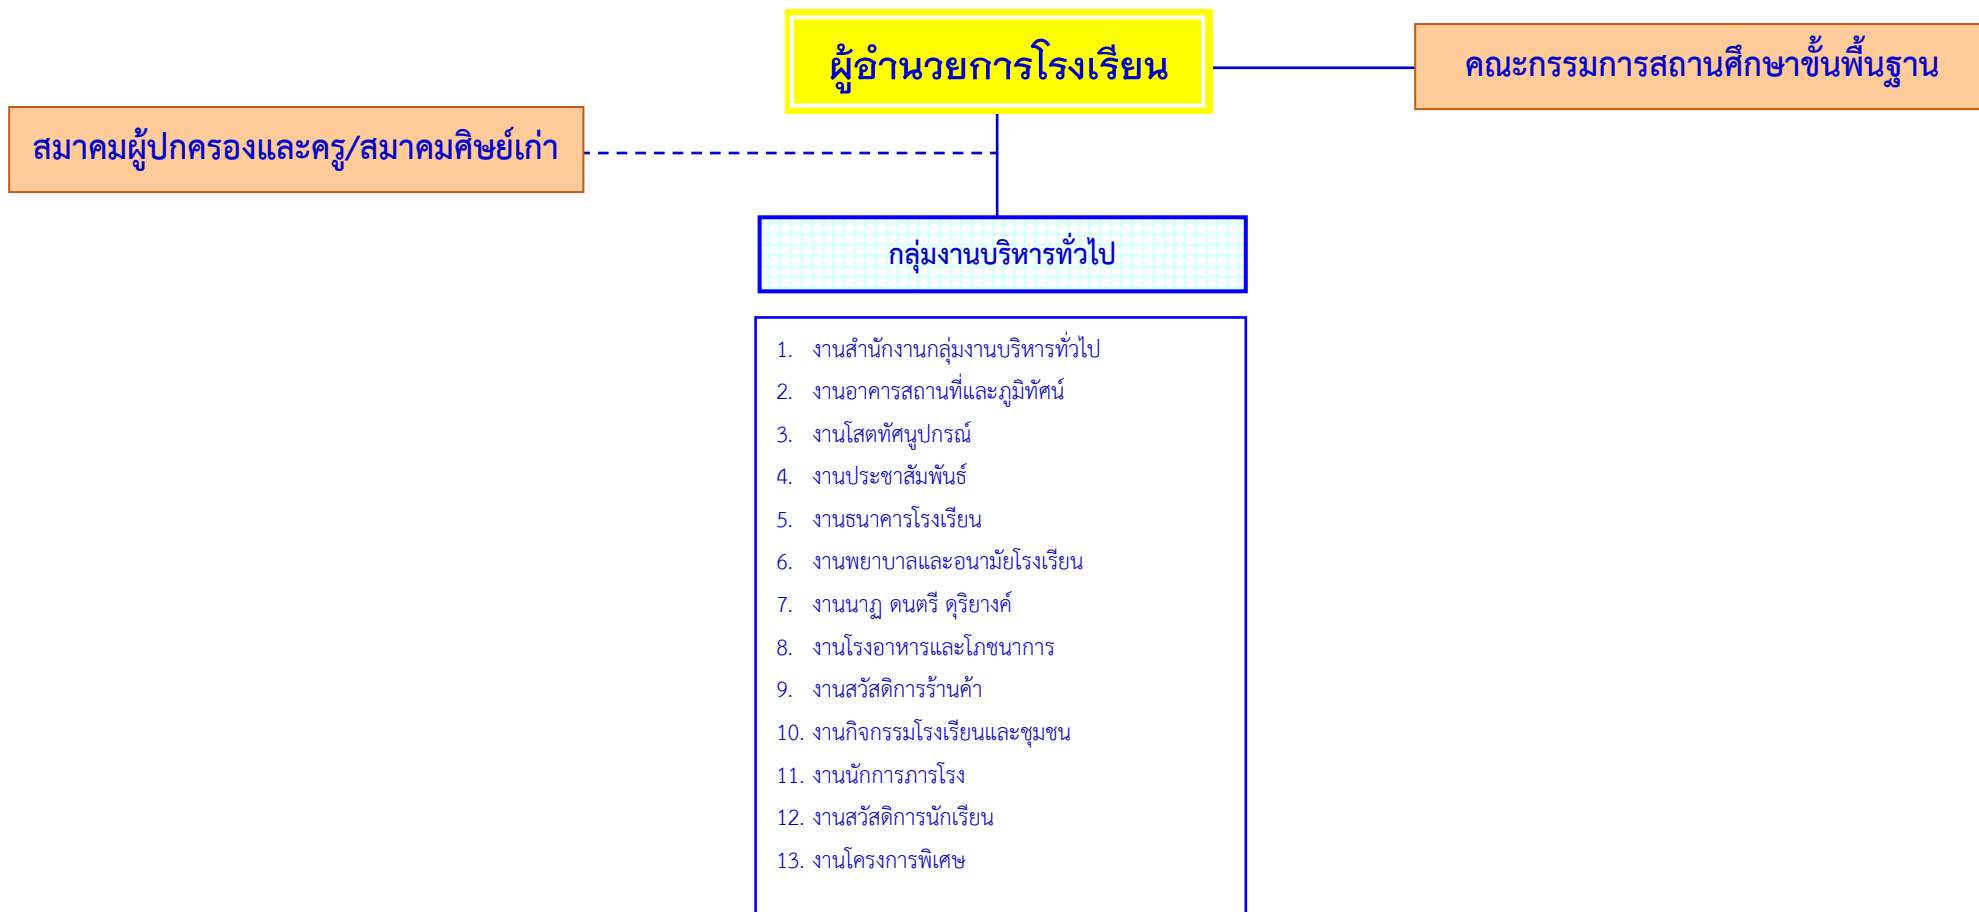 ผู้อำนวยการโรงเรียน
คณะกรรมการสถานศึกษาขั้นพื้นฐาน
สมาคมผู้ปกครองและครู/สมาคมศิษย์เก่า
กลุ่มงานบริหารทั่วไป
1. งานสำนักงานกลุ่มงานบริหารทั่วไป
2. งานอาคารสถานที่และภูมิทัศน์
3. งานโสตทัศนูปกรณ์
4. งานประชาสัมพันธ์
5. งานธนาคารโรงเรียน
6. งานพยาบาลและอนามัยโรงเรียน
7. งานนาฏ ดนตรี ดุริยางค์
8. งานโรงอาหารและโภชนาการ
9. งานสวัสดิการร้านค้า
10. งานกิจกรรมโรงเรียนและชุมชน
11. งานนักการภารโรง
12. งานสวัสดิการนักเรียน
13. งานโครงการพิเศษ